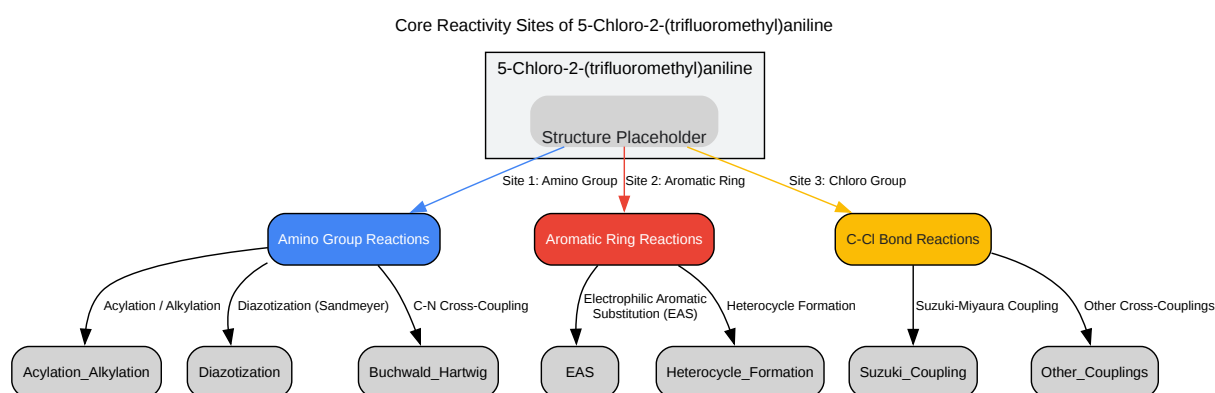 Core Reactivity Sites of 5-Chloro-2-(trifluoromethyl)aniline
5-Chloro-2-(trifluoromethyl)aniline
Structure Placeholder
Site 1: Amino Group
Site 2: Aromatic Ring
Site 3: Chloro Group
Amino Group Reactions
Aromatic Ring Reactions
C-Cl Bond Reactions
Acylation / Alkylation
Diazotization (Sandmeyer)
C-N Cross-Coupling
Electrophilic Aromatic
Substitution (EAS)
Heterocycle Formation
Suzuki-Miyaura Coupling
Other Cross-Couplings
Acylation_Alkylation
Diazotization
Buchwald_Hartwig
EAS
Heterocycle_Formation
Suzuki_Coupling
Other_Couplings